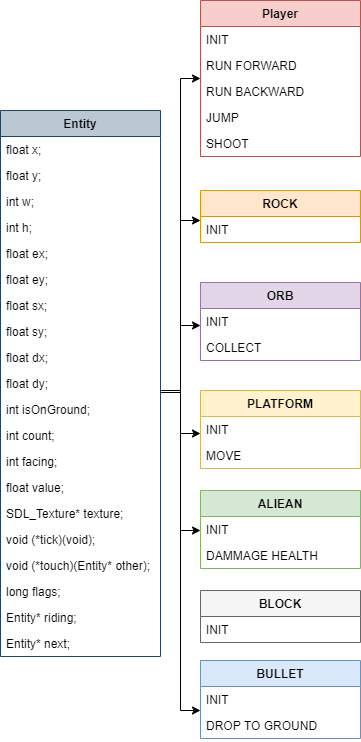 Entity
float x;
float y;
int w;
int h;
float ex;
float ey;
float sx;
float sy;
float dx;
float dy;
int isOnGround;
int count;
int facing;
float value;
SDL_Texture* texture;
void (*tick)(void);
void (*touch)(Entity* other);
long flags;
Entity* riding;
Entity* next;
Player
INIT
RUN FORWARD
RUN BACKWARD
JUMP
SHOOT
ROCK
INIT
ORB
INIT
COLLECT
PLATFORM
INIT
MOVE
ALIEAN
INIT
DAMMAGE HEALTH
BLOCK
INIT
BULLET
INIT
DROP TO GROUND